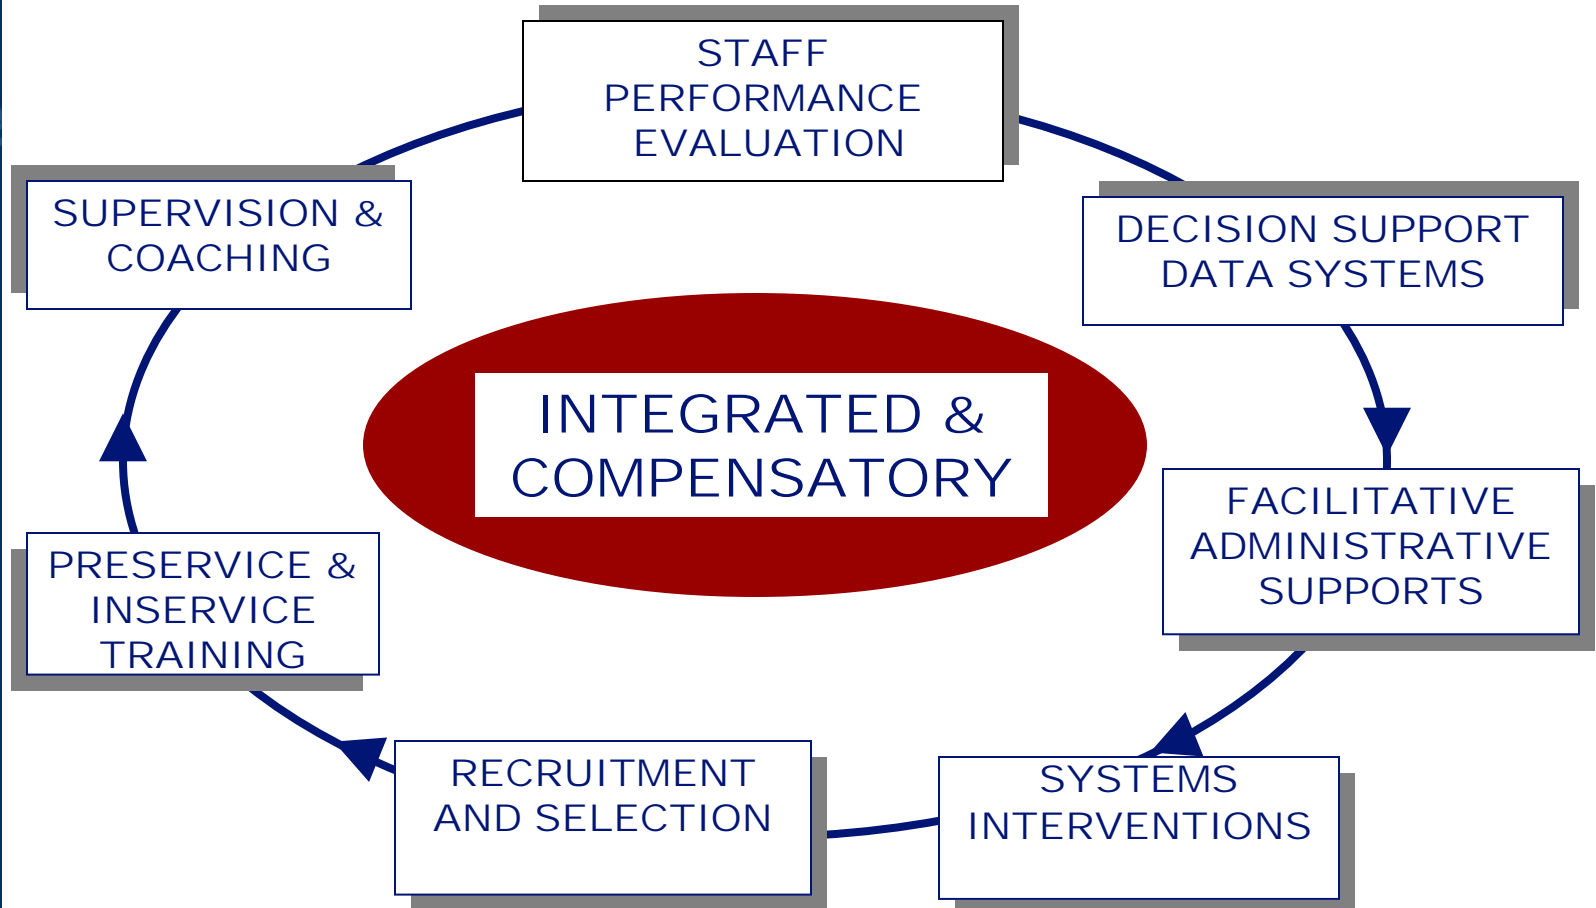 STAFF
PERFORMANCE
EVALUATION
SUPERVISION &
COACHING
DECISION SUPPORT
DATA SYSTEMS
INTEGRATED &
COMPENSATORY
FACILITATIVE
ADMINISTRATIVE
SUPPORTS
PRESERVICE &
INSERVICE
TRAINING
RECRUITMENT
AND SELECTION
SYSTEMS
INTERVENTIONS